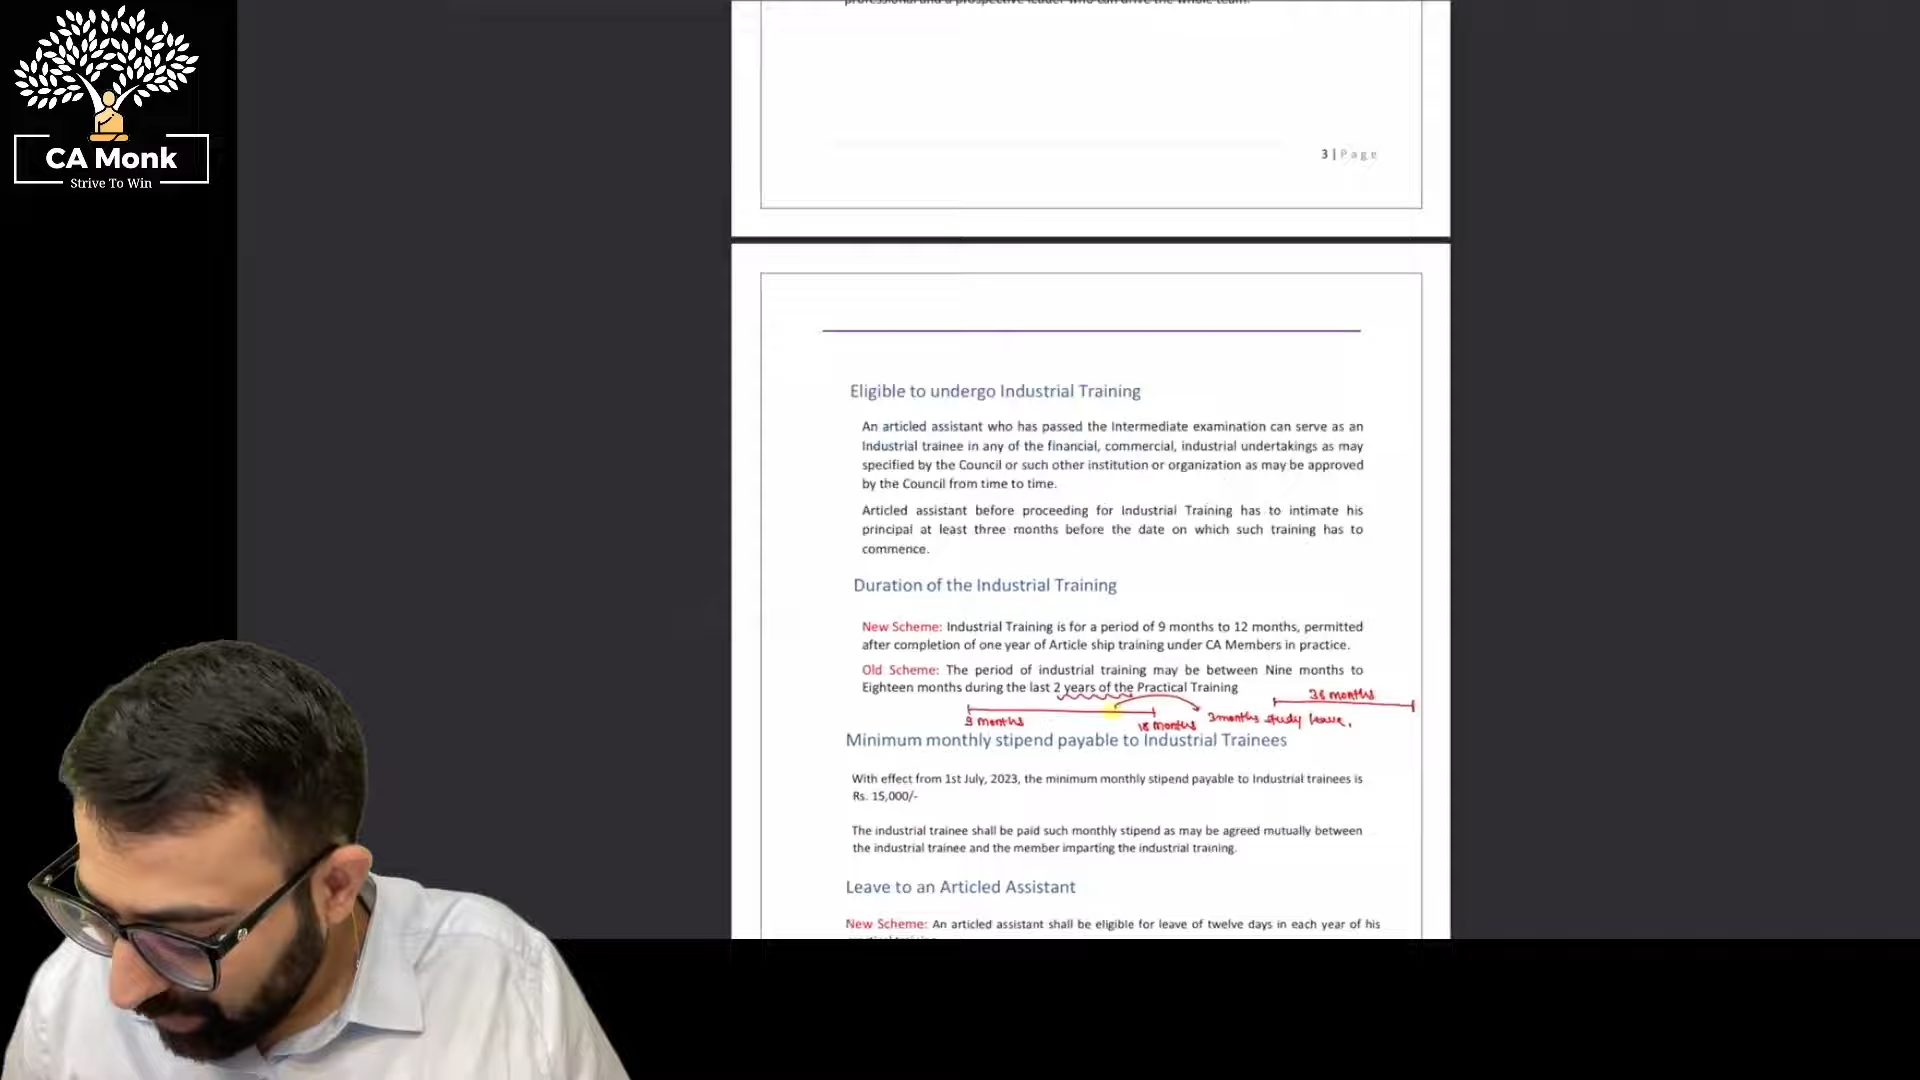 CA Monk
Strive To Win
professional and a prospective leader who can drive the whole team.
3 | Page
Eligible to undergo Industrial Training
An articled assistant who has passed the Intermediate examination can serve as an
Industrial trainee in any of the financial, commercial, industrial undertakings as may
specified by the Council or such other institution or organization as may be approved
by the Council from time to time.
Articled assistant before proceeding for Industrial Training has to intimate his
principal at least three months before the date on which such training has to
commence.
Duration of the Industrial Training
New Scheme: Industrial Training is for a period of 9 months to 12 months, permitted
after completion of one year of Article ship training under CA Members in practice.
Old Scheme: The period of industrial training may be between Nine months to
Eighteen months during the last 2 years of the Practical Training
36 months
9 months
18 months 3 months study leave.
Minimum monthly stipend payable to Industrial Trainees
With effect from 1st July, 2023, the minimum monthly stipend payable to Industrial trainees is
Rs. 15,000/-
The industrial trainee shall be paid such monthly stipend as may be agreed mutually between
the industrial trainee and the member imparting the industrial training.
Leave to an Articled Assistant
New Scheme: An articled assistant shall be eligible for leave of twelve days in each year of his